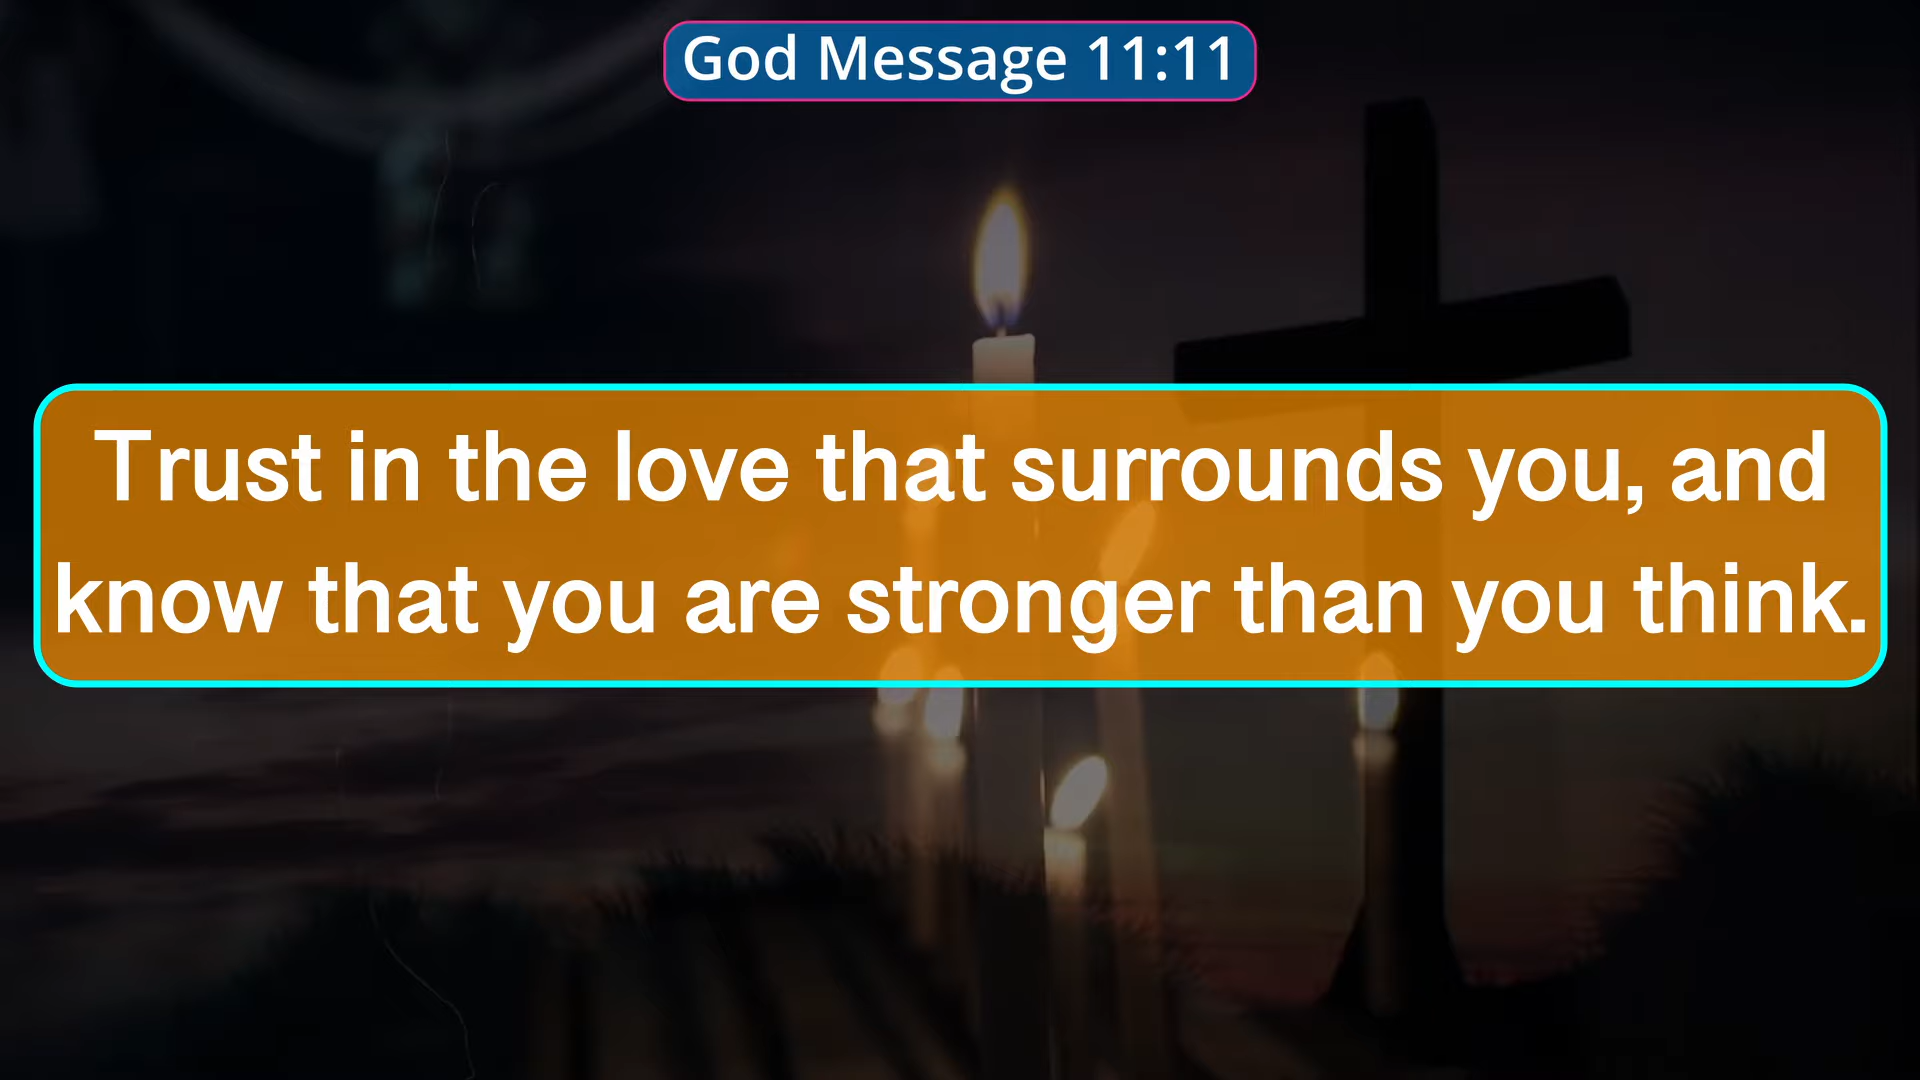 God Message 11:11
Trust in the love that surrounds you, and
know that you are stronger than you think.